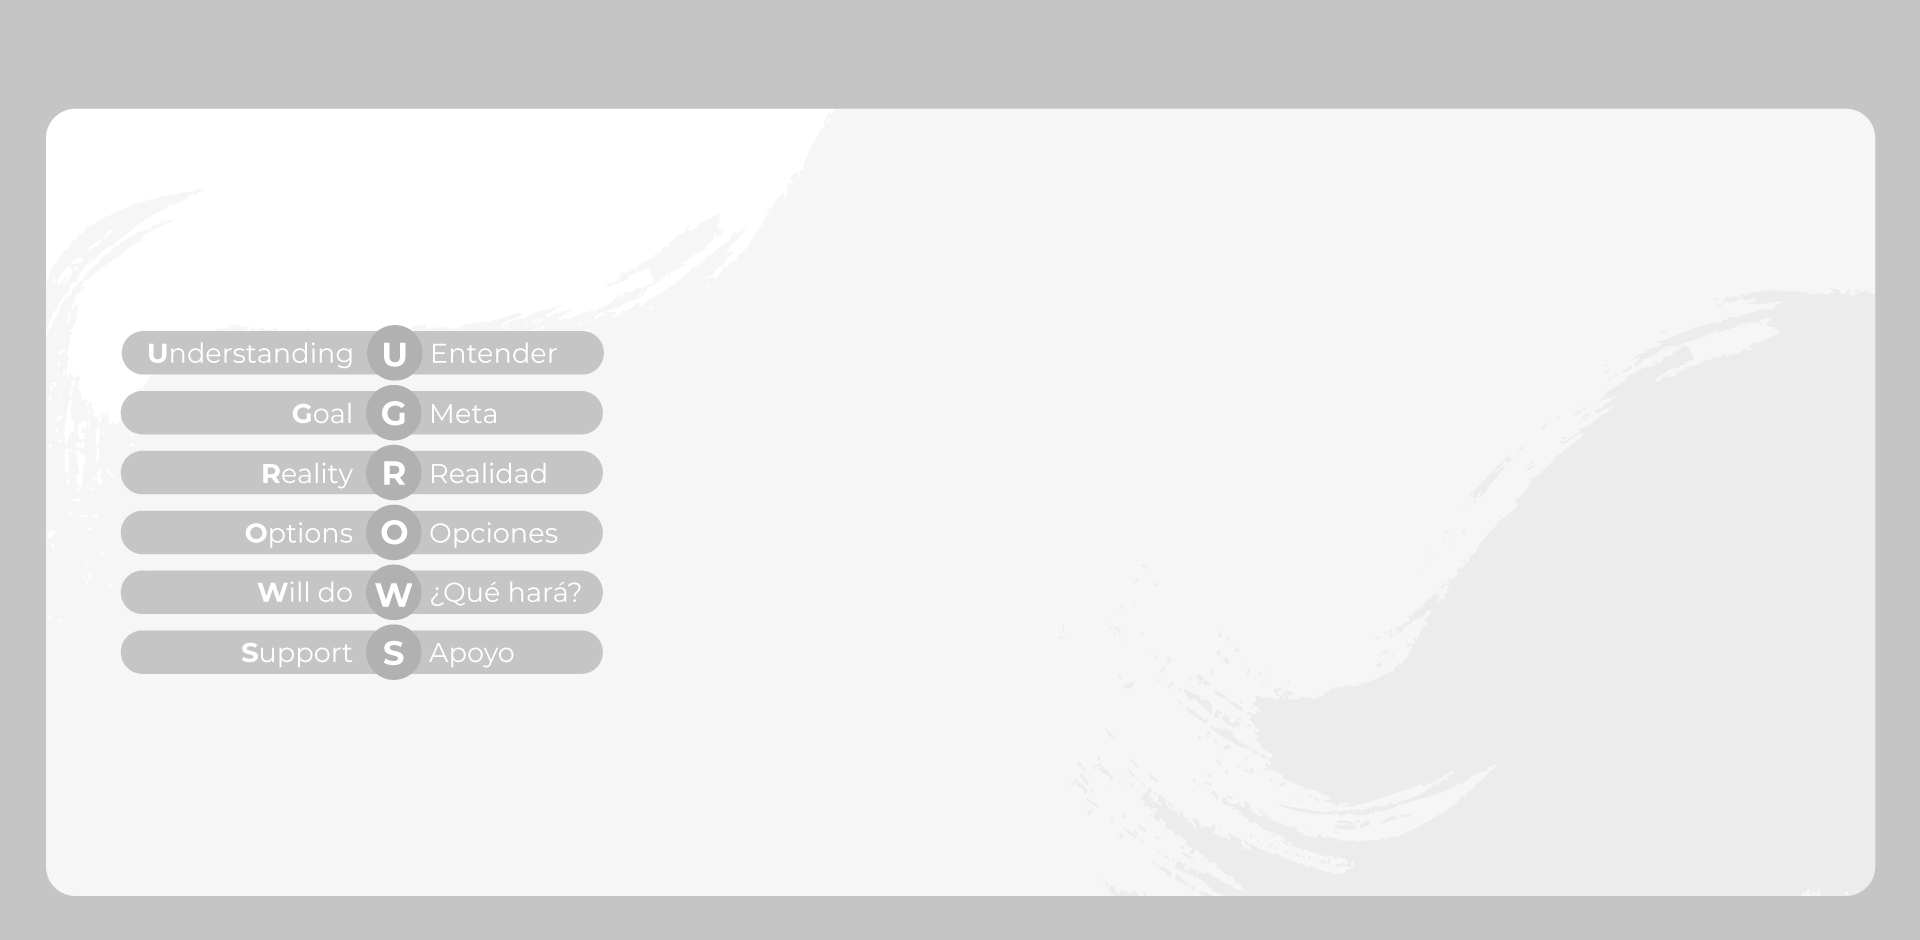 Understanding U Entender
Goal G Meta
Reality R Realidad
Options O Opciones
Will do W ¿Qué hará?
Support S Apoyo